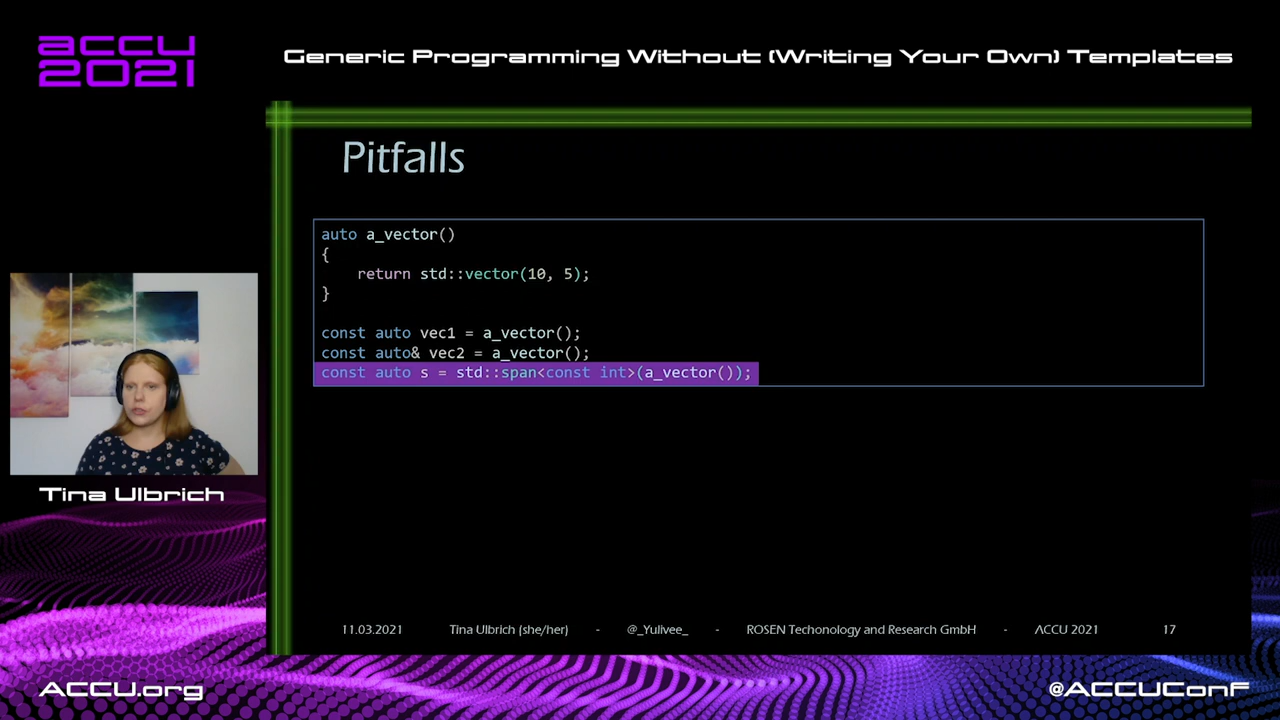 accu
2021
Generic Programming Without (Writing Your Own) Templates
Pitfalls
auto a_vector()
{
    return std::vector(10, 5);
}
const auto vec1 = a_vector();
const auto& vec2 = a_vector();
const auto s = std::span<const int>(a_vector());
Tina Ulbrich
11.03.2021 Tina Ulbrich (she/her) - @_Yulivee_ - ROSEN Techonology and Research GmbH - ACCU 2021 17
ACCU.org
@ACCUConf